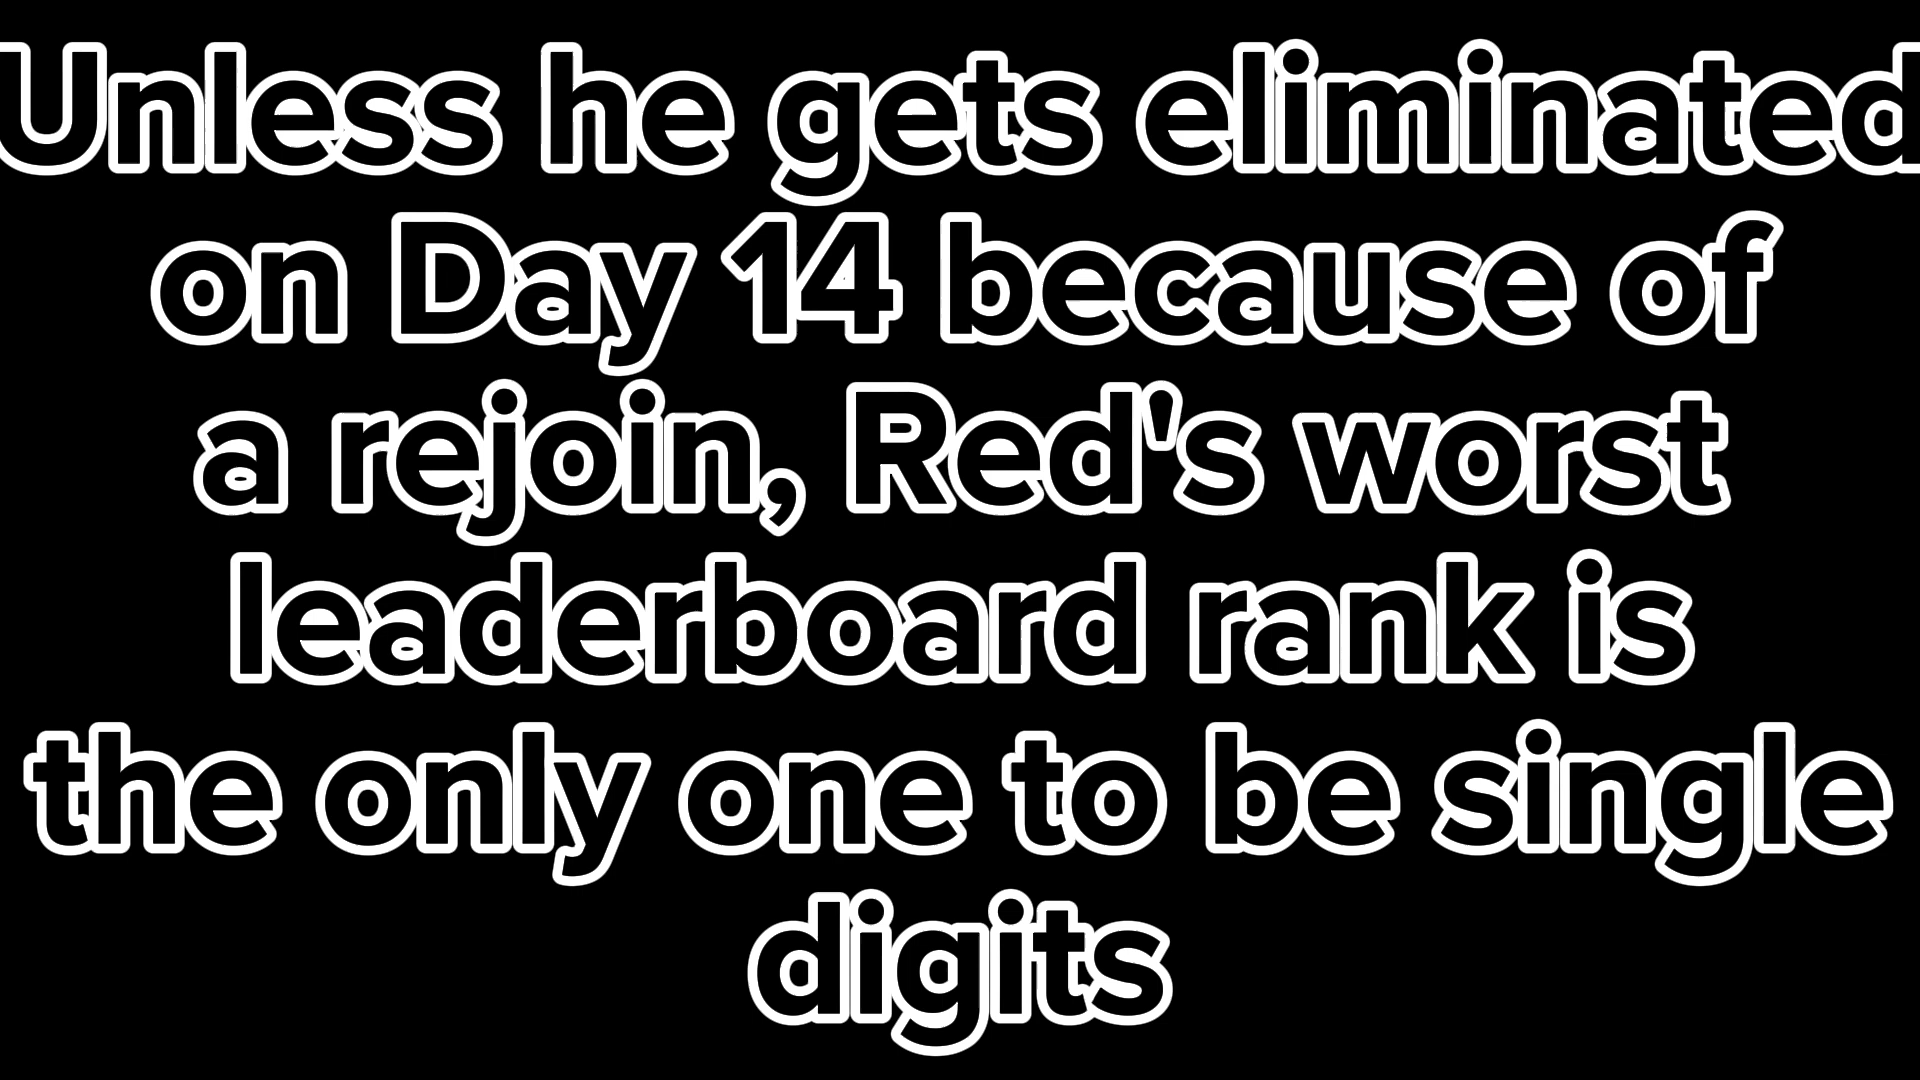 Unless he gets eliminated
on Day 14 because of
a rejoin, Red's worst
leaderboard rank is
the only one to be single
digits